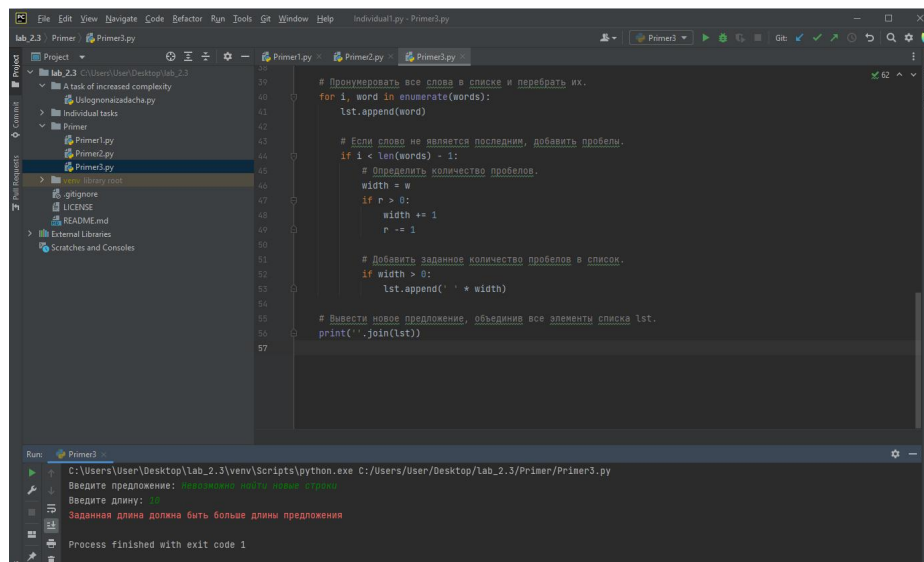 PC File Edit View Navigate Code Refactor Run Tools Git Window Help Individual1.py - Primer3.py
lab_2.3 Primer Primer3.py Primer3 Git:
Project Primer1.py Primer2.py Primer3.py
lab_2.3 C:\Users\User\Desktop\lab_2.3
A task of increased complexity
Uslognonaizadacha.py
Individual tasks
Primer
Primer1.py
Primer2.py
Primer3.py
venv library root
.gitignore
LICENSE
README.md
External Libraries
Scratches and Consoles
Project
Commit
Pull Requests
62
38
39 # Пронумеровать все слова в списке и перебрать их.
40 for i, word in enumerate(words):
41 lst.append(word)
42
43 # Если слово не является последним, добавить пробелы.
44 if i < len(words) - 1:
45 # Определить количество пробелов.
46 width = w
47 if r > 0:
48 width += 1
49 r -= 1
50
51 # Добавить заданное количество пробелов в список.
52 if width > 0:
53 lst.append(' ' * width)
54
55 # Вывести новое предложение, объединив все элементы списка lst.
56 print(''.join(lst))
57
Run: Primer3
C:\Users\User\Desktop\lab_2.3\venv\Scripts\python.exe C:/Users/User/Desktop/lab_2.3/Primer/Primer3.py
Введите предложение: Невозможно найти новые строки
Введите длину: 10
Заданная длина должна быть больше длины предложения
Process finished with exit code 1